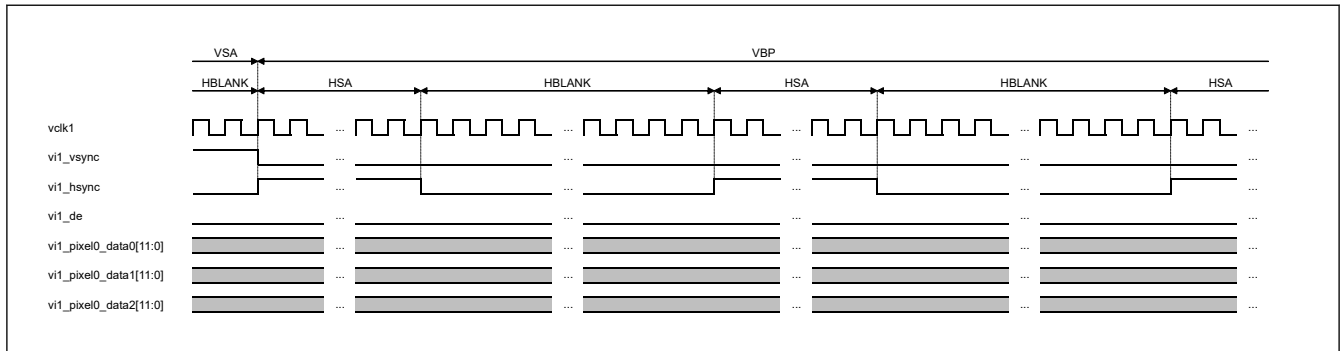 VSA VBP
HBLANK HSA HBLANK HSA HBLANK HSA
vclk1 ... ... ... ... ...
vi1_vsync ... ... ... ... ...
vi1_hsync ... ... ... ... ...
vi1_de ... ... ... ... ...
vi1_pixel0_data0[11:0] ... ... ... ... ...
vi1_pixel0_data1[11:0] ... ... ... ... ...
vi1_pixel0_data2[11:0] ... ... ... ... ...